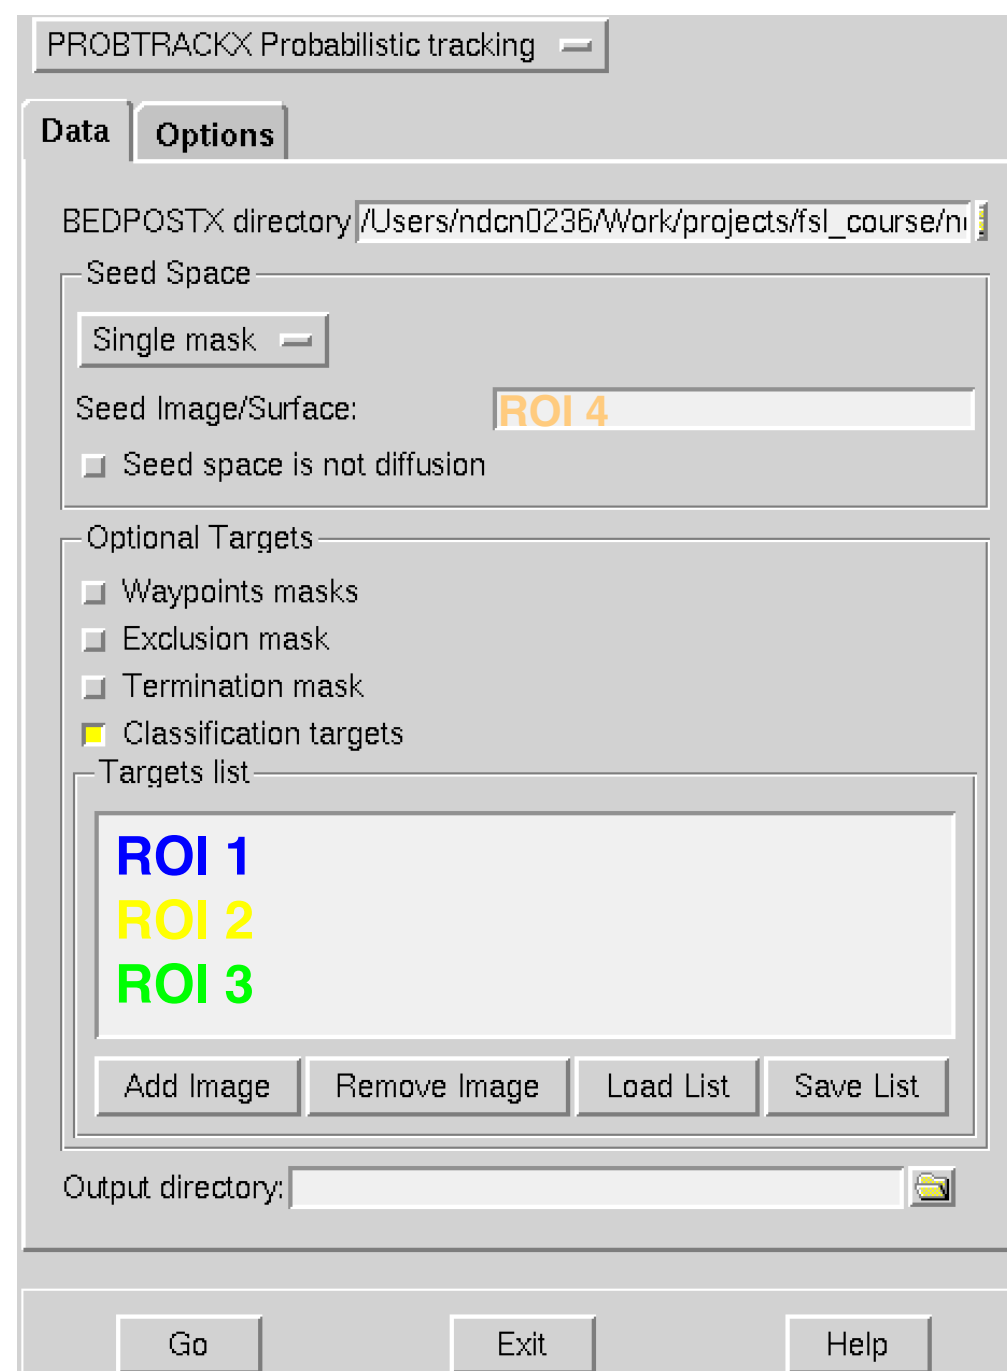 PROBTRACKX Probabilistic tracking
Data Options
BEDPOSTX directory /Users/ndcn0236/Work/projects/fsl_course/n
Seed Space
Single mask
Seed Image/Surface: ROI 4
Seed space is not diffusion
Optional Targets
Waypoints masks
Exclusion mask
Termination mask
Classification targets
Targets list
ROI 1
ROI 2
ROI 3
Add Image Remove Image Load List Save List
Output directory:
Go Exit Help